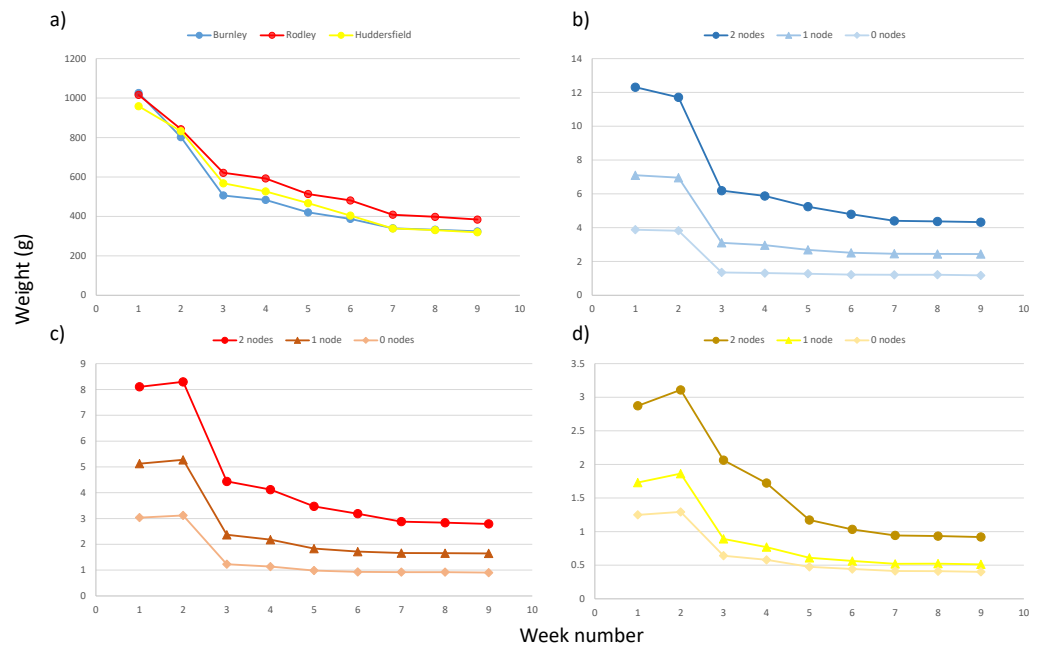 a)
Burnley Rodley Huddersfield
1200
1000
800
600
400
200
0
0 1 2 3 4 5 6 7 8 9 10
b)
2 nodes 1 node 0 nodes
14
12
10
8
6
4
2
0
0 1 2 3 4 5 6 7 8 9 10
Weight (g)
c)
2 nodes 1 node 0 nodes
9
8
7
6
5
4
3
2
1
0
0 1 2 3 4 5 6 7 8 9 10
d)
2 nodes 1 node 0 nodes
3.5
3
2.5
2
1.5
1
0.5
0
0 1 2 3 4 5 6 7 8 9 10
Week number